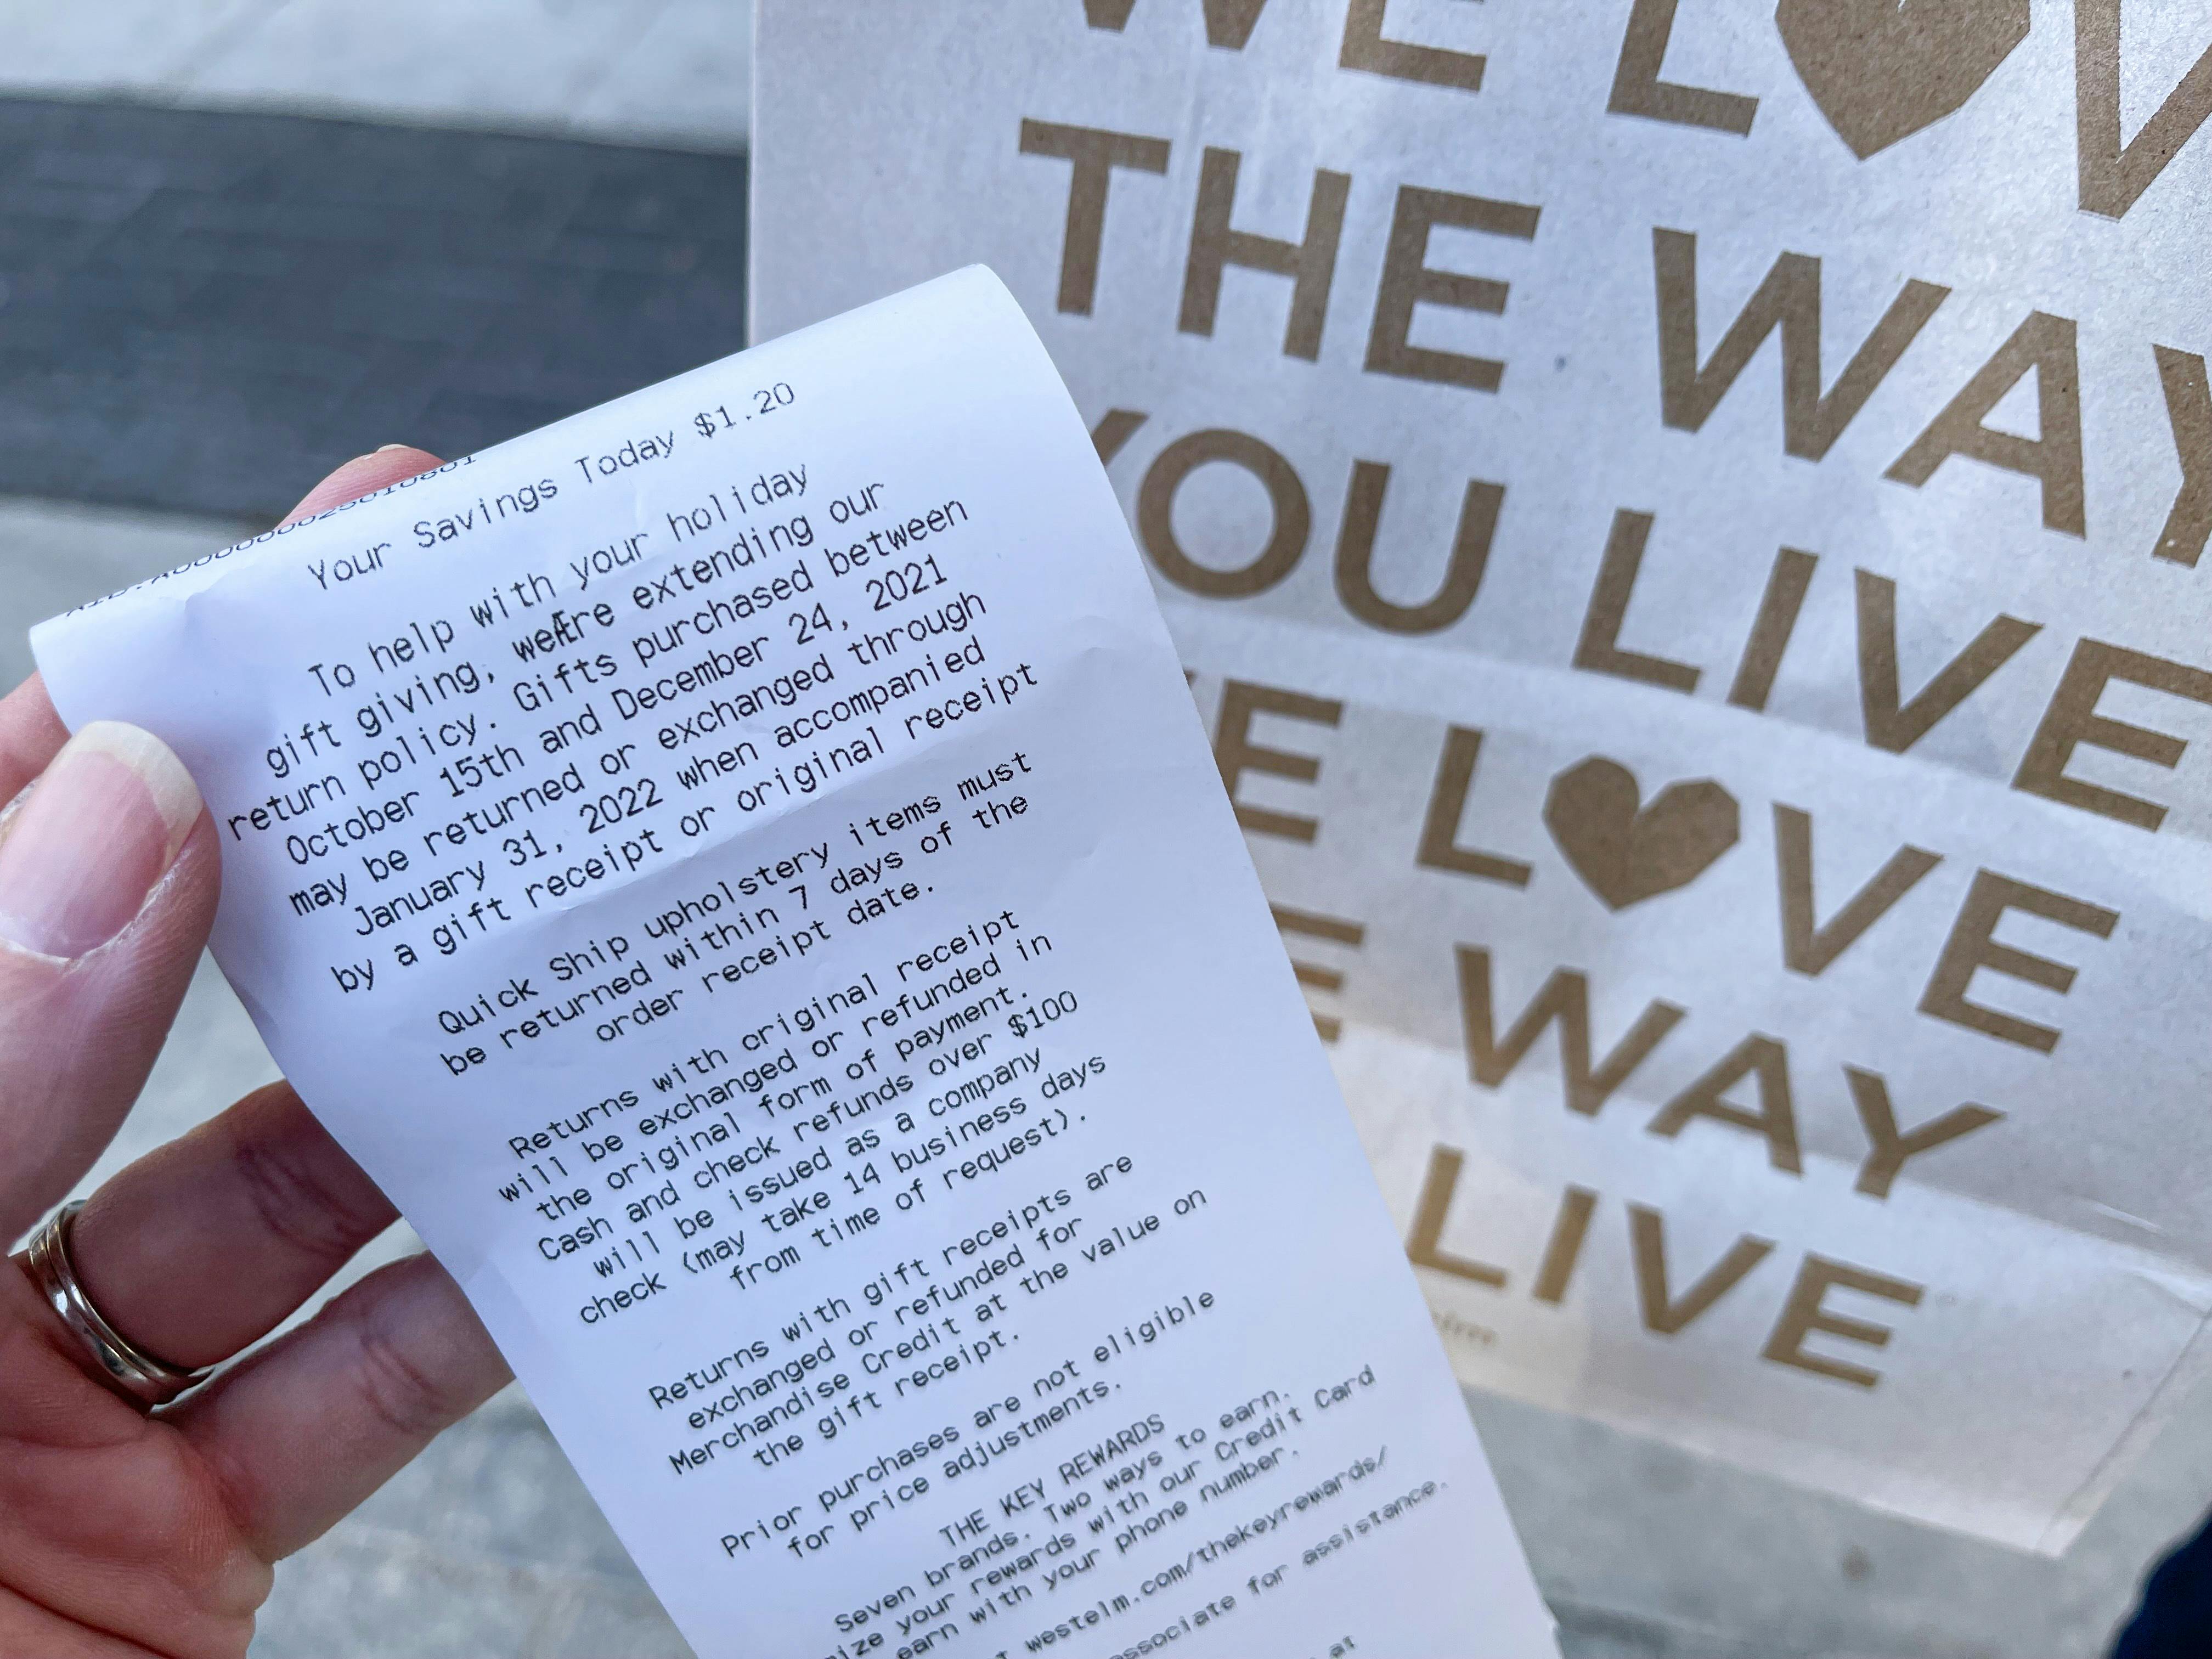 Your Savings Today $1.20
To help with your holiday
gift giving, weÆre extending our
return policy. Gifts purchased between
October 15th and December 24, 2021
may be returned or exchanged through
January 31, 2022 when accompanied
by a gift receipt or original receipt
Quick Ship upholstery items must
be returned within 7 days of the
order receipt date.
Returns with original receipt
will be exchanged or refunded in
the original form of payment.
Cash and check refunds over $100
will be issued as a company
check (may take 14 business days
from time of request).
Returns with gift receipts are
exchanged or refunded for
Merchandise Credit at the value on
the gift receipt.
Prior purchases are not eligible
for price adjustments.
THE KEY REWARDS
Seven brands. Two ways to earn.
your rewards with our Credit Card
earn with your phone number.
westelm.com/thekeyrewards/
associate for assistance.
at
WE LOV
THE WAY
YOU LIVE
WE LOVE
THE WAY
LIVE